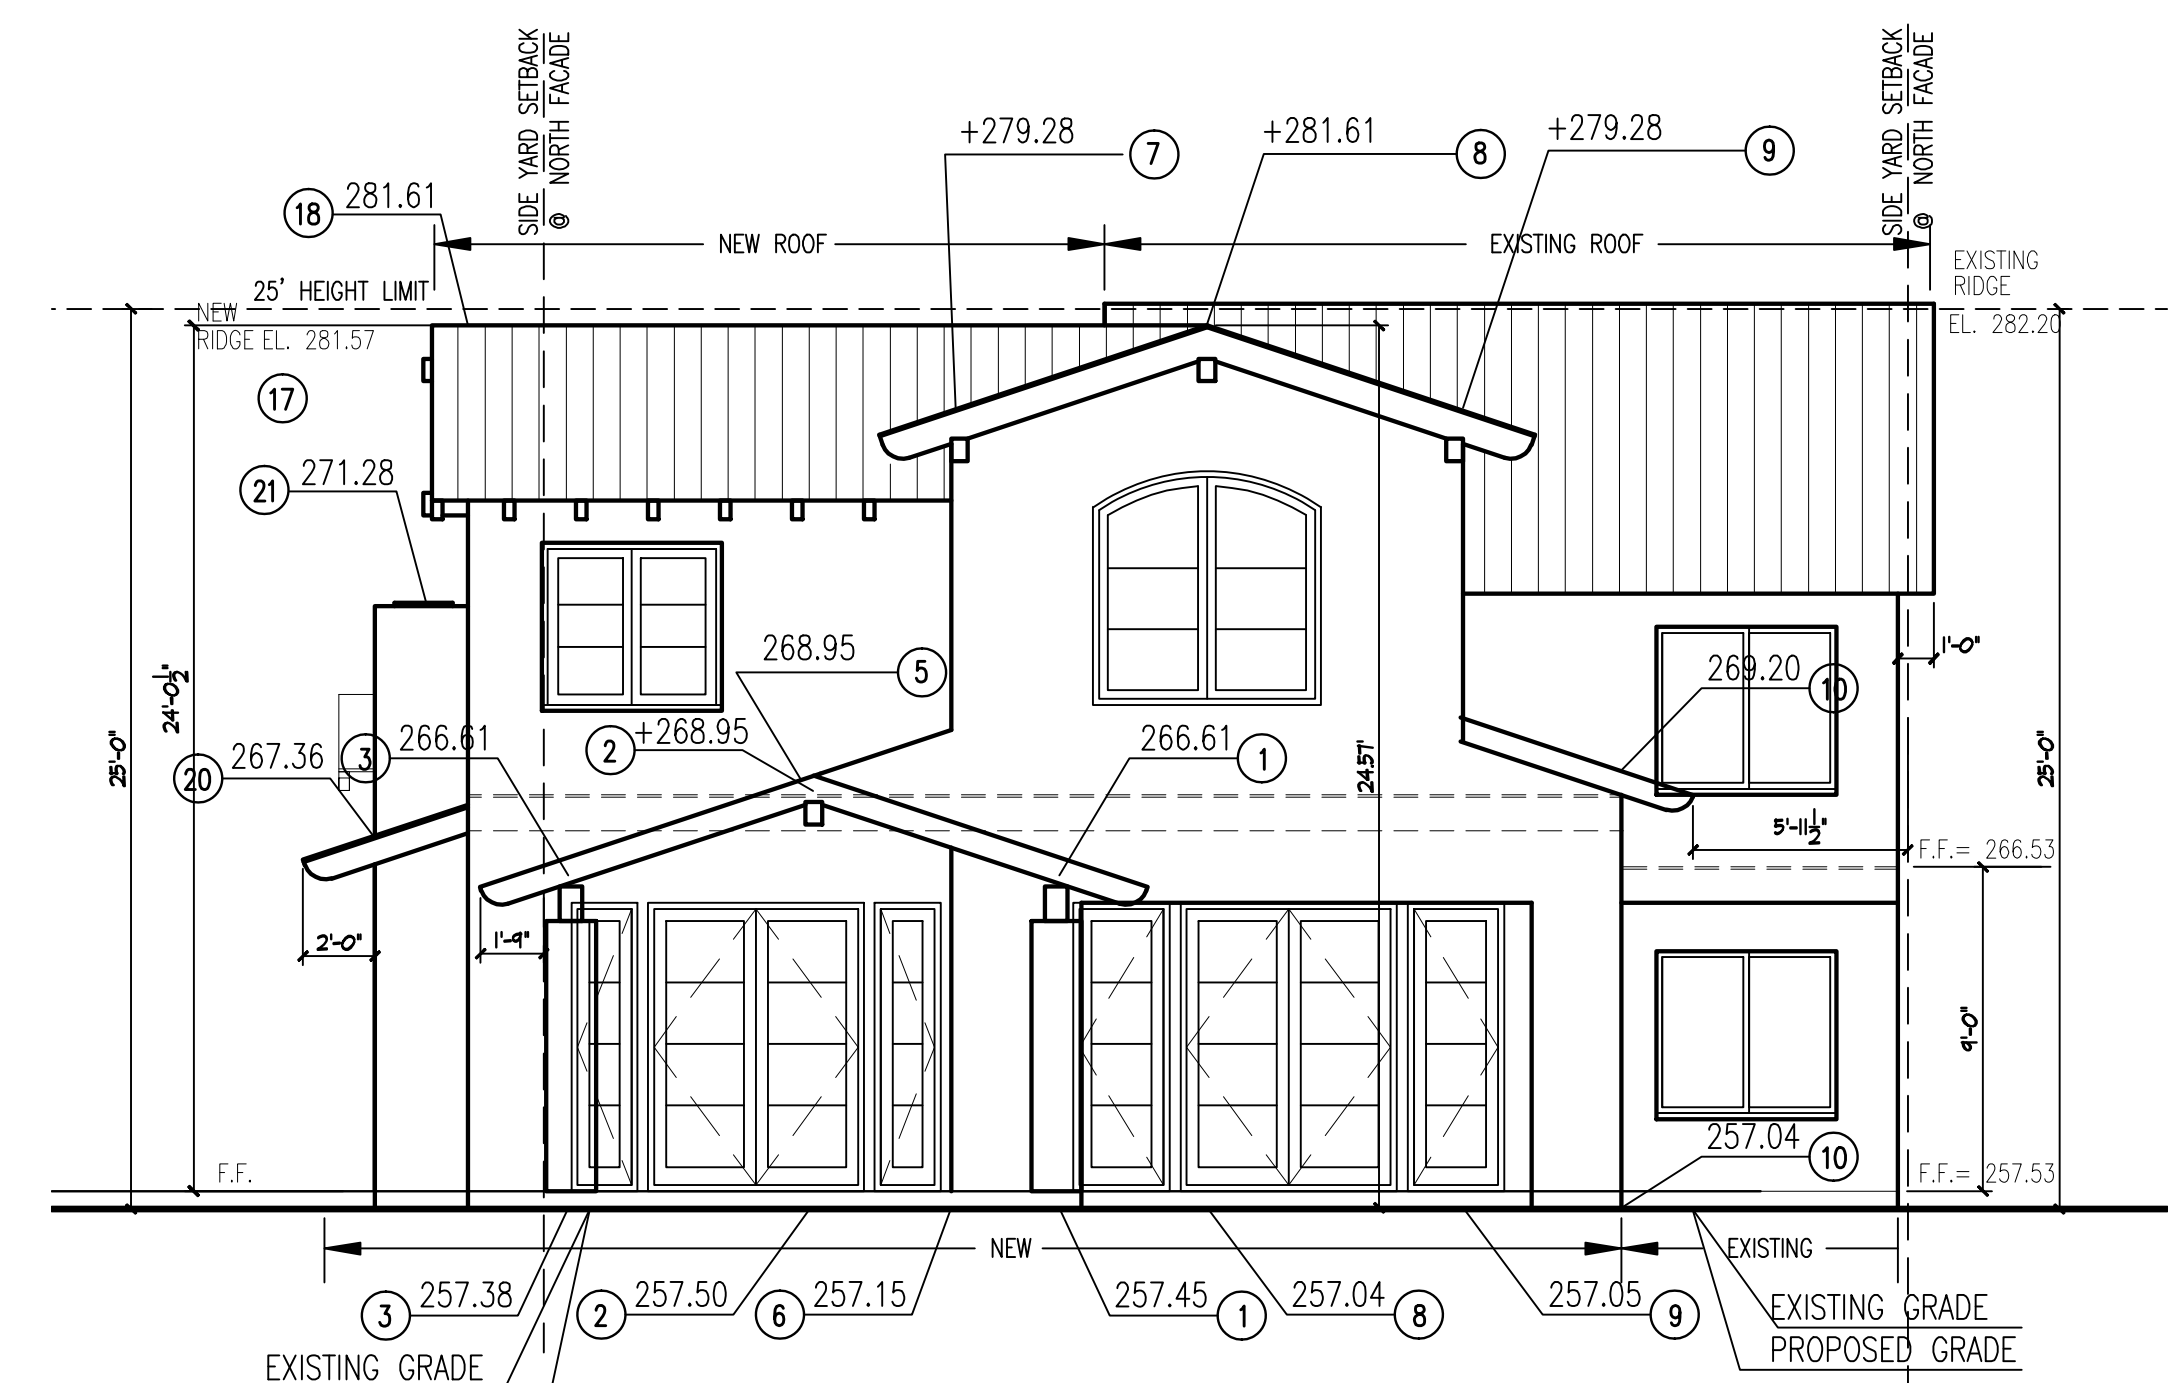 SIDE YARD SETBACK
@ NORTH FACADE
SIDE YARD SETBACK
@ NORTH FACADE
+279.28
7
+281.61
8
+279.28
9
18
281.61
NEW ROOF
EXISTING ROOF
EXISTING
RIDGE
EL. 282.20
25' HEIGHT LIMIT
NEW
RIDGE EL. 281.57
17
21
271.28
268.95
5
269.20
10
1'-0"
24'-0 1/2"
25'-0"
20
267.36
3
266.61
2
+268.95
266.61
1
24.57'
25'-0"
5'-11 1/2"
F.F.= 266.53
2'-0"
1'-9"
9'-0"
257.04
10
F.F.
F.F.= 257.53
NEW
EXISTING
3
257.38
2
257.50
6
257.15
257.45
1
257.04
8
257.05
9
EXISTING GRADE
PROPOSED GRADE
EXISTING GRADE